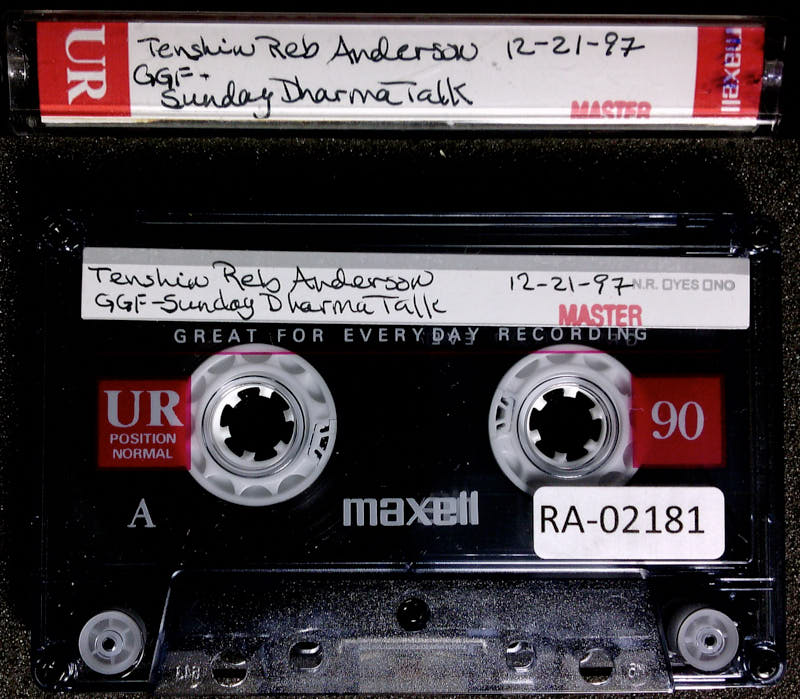 UR
Tenshin Reb Anderson 12-21-97
GGF-
Sunday Dharma Talk
MASTER
maxell
Tenshin Reb Anderson 12-21-97 N.R. YES NO
GGF-Sunday Dharma Talk
MASTER
GREAT FOR EVERYDAY RECORDING
UR
POSITION
NORMAL
90
A
maxell
RA-02181